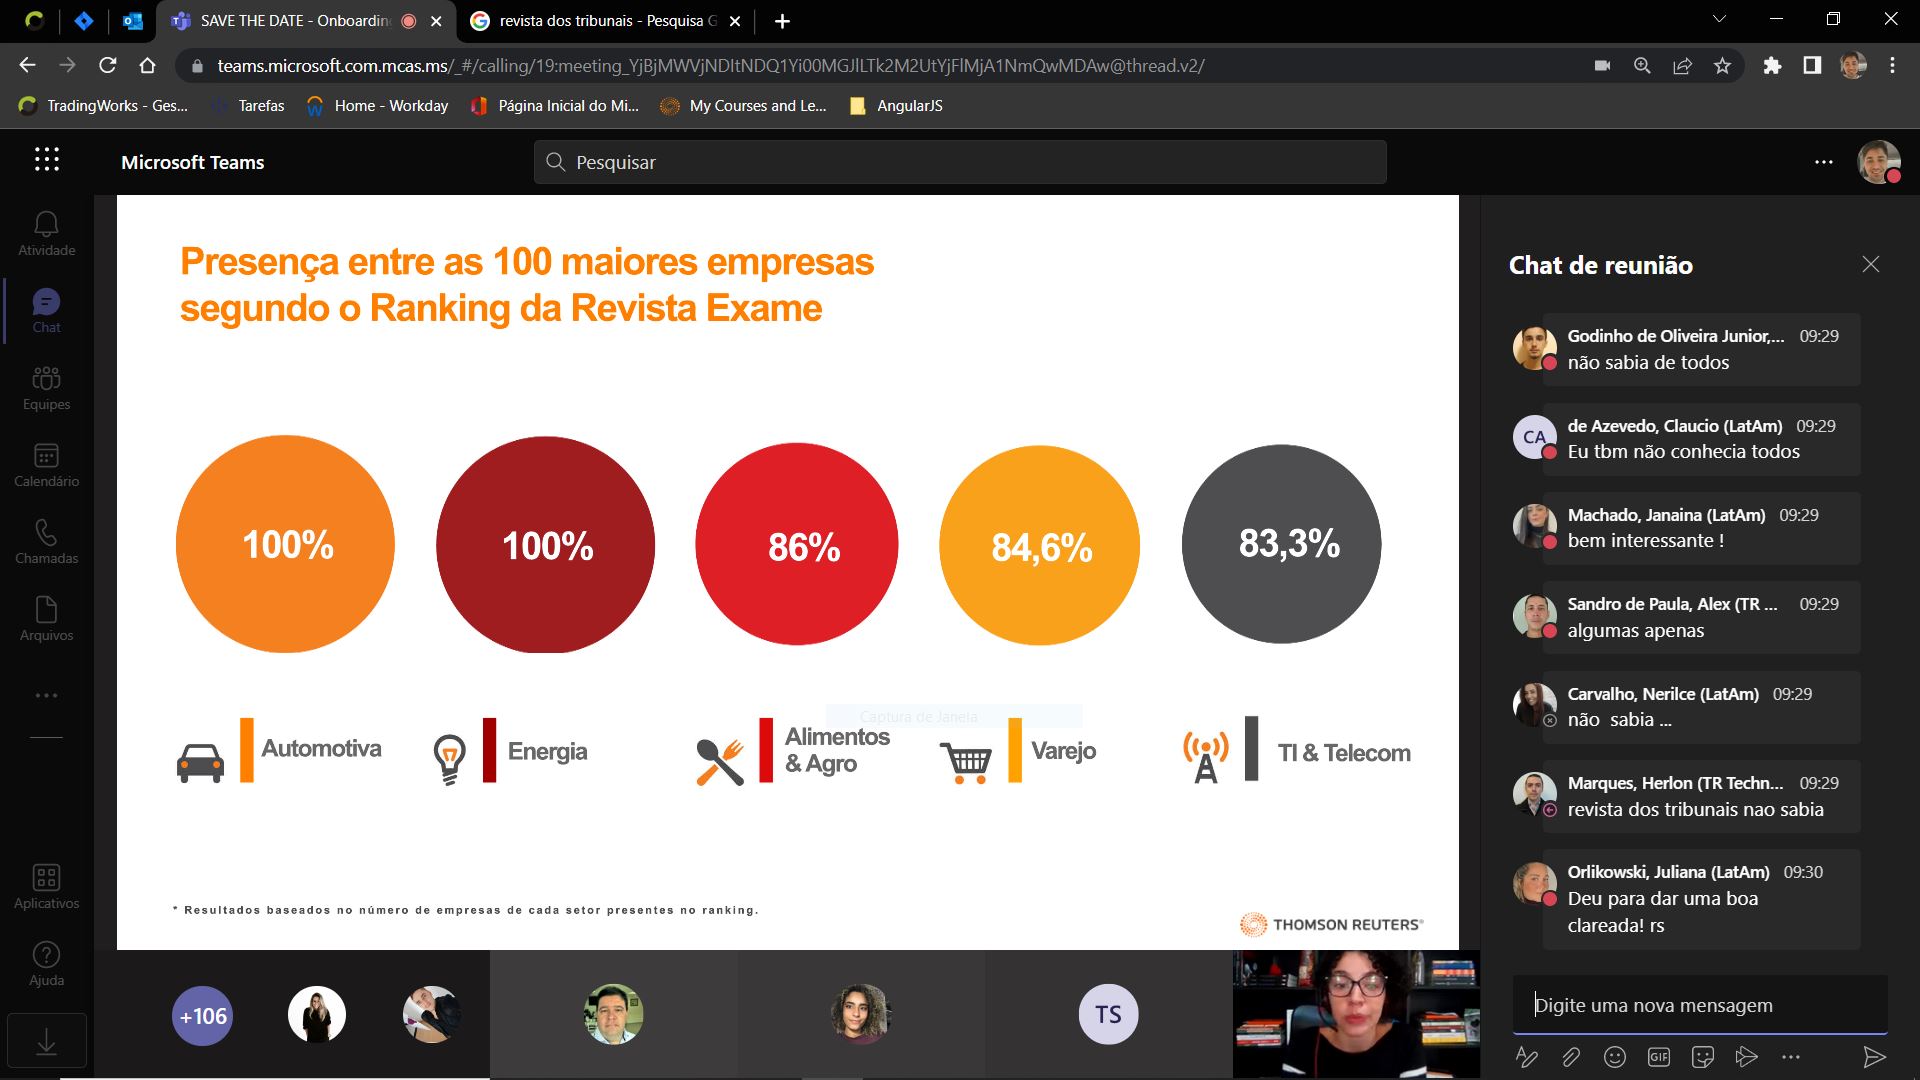 SAVE THE DATE - Onboardin
revista dos tribunais - Pesquisa G
teams.microsoft.com.mcas.ms/_#/calling/19:meeting_YjBjMWVjNDItNDQ1Yi00MGJlLTk2M2UtYjFlMjA1NmQwMDAw@thread.v2/
TradingWorks - Ges...
Tarefas
Home - Workday
Página Inicial do Mi...
My Courses and Le...
AngularJS
Microsoft Teams
Pesquisar
Atividade
Chat
Equipes
Calendário
Chamadas
Arquivos
Aplicativos
Ajuda
Presença entre as 100 maiores empresas
segundo o Ranking da Revista Exame
100%
100%
86%
84,6%
83,3%
Captura de Janela
Automotiva
Energia
Alimentos
& Agro
Varejo
TI & Telecom
* Resultados baseados no número de empresas de cada setor presentes no ranking.
THOMSON REUTERS®
+106
TS
Chat de reunião
Godinho de Oliveira Junior,... 09:29
não sabia de todos
CA
de Azevedo, Claucio (LatAm) 09:29
Eu tbm não conhecia todos
Machado, Janaina (LatAm) 09:29
bem interessante !
Sandro de Paula, Alex (TR ... 09:29
algumas apenas
Carvalho, Nerilce (LatAm) 09:29
não sabia ...
Marques, Herlon (TR Techn... 09:29
revista dos tribunais nao sabia
Orlikowski, Juliana (LatAm) 09:30
Deu para dar uma boa
clareada! rs
Digite uma nova mensagem
GIF